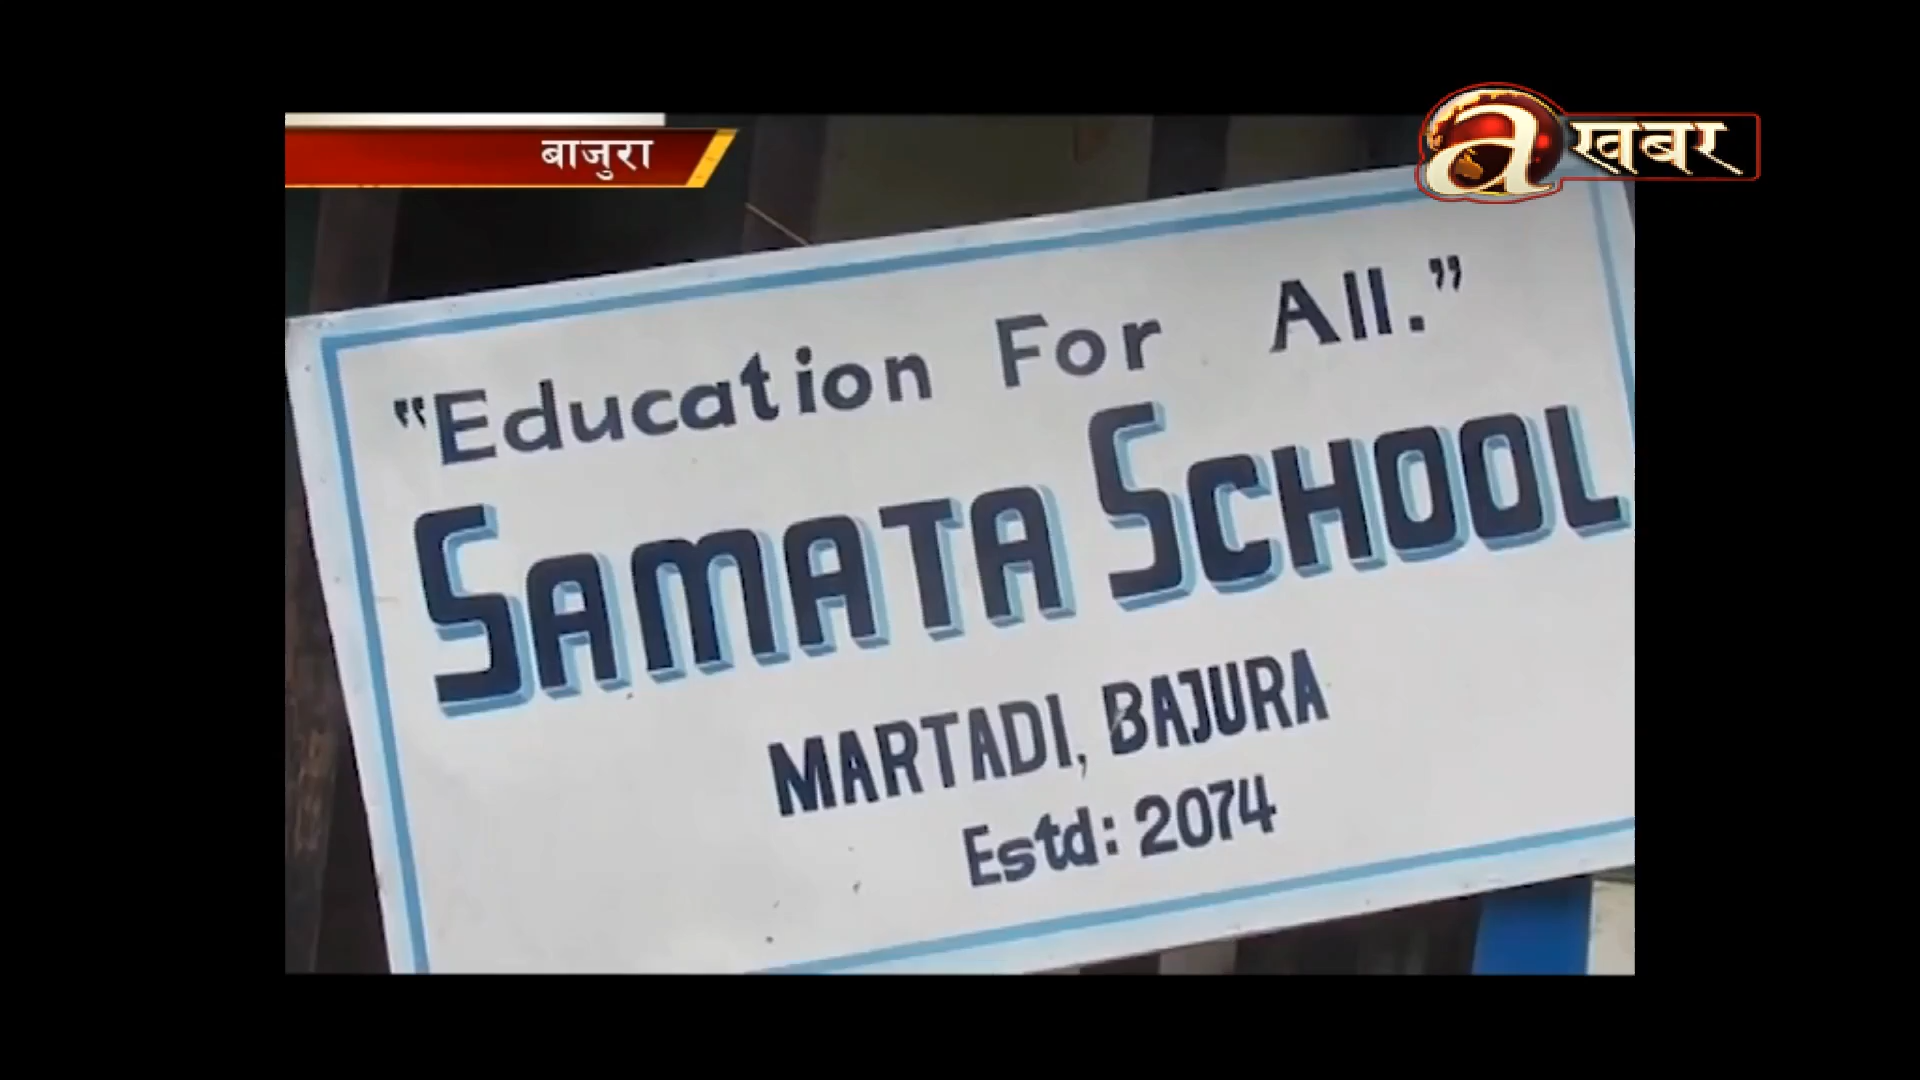 बाजुरा
a खबर
"Education For All."
SAMATA SCHOOL
MARTADI, BAJURA
Estd: 2074